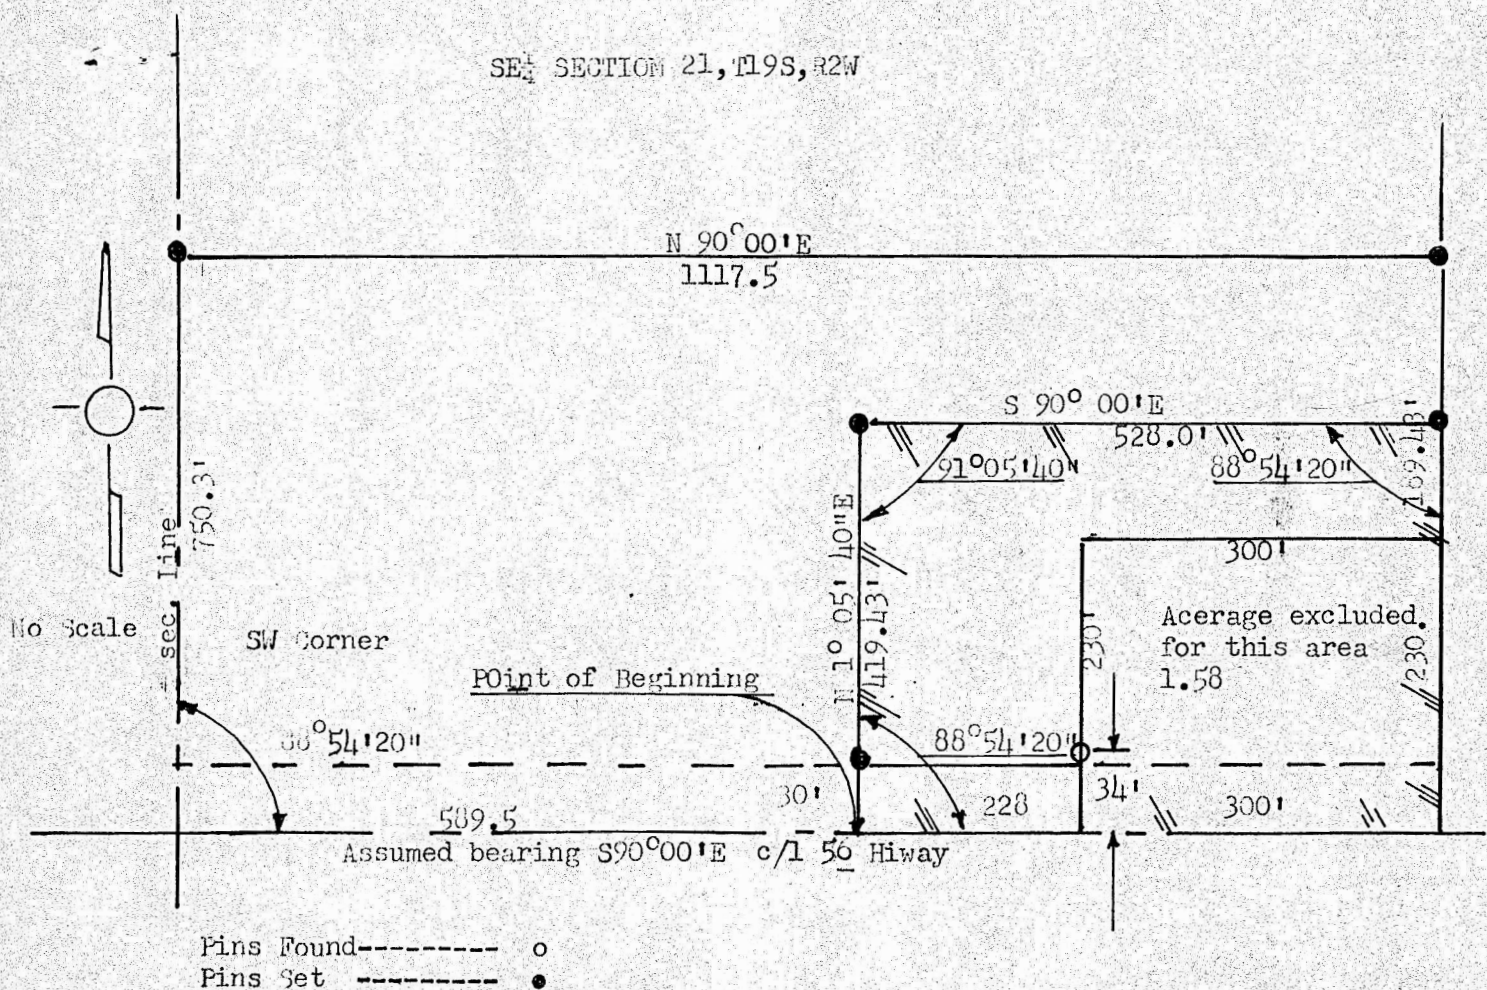 SE¼ SECTION 21, T19S, R2W
N 90°00'E
1117.5
S 90° 00'E
528.0'
91°05'40"
88°54'20"
189.43'
N 1° 05' 40"E
419.43'
750.3'
sec. line
300'
No Scale
SW Corner
230'
Acerage excluded.
for this area
1.58
230'
POint of Beginning
88°54'20"
88°54'20"
30'
228
34'
300'
589.5
Assumed bearing S90°00'E c/l 56 Hiway
Pins Found---------- o
Pins Set ---------- ●